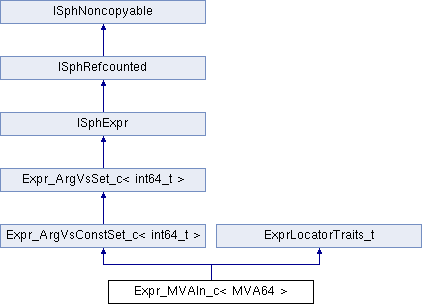 ISphNoncopyable
ISphRefcounted
ISphExpr
Expr_ArgVsSet_c< int64_t >
Expr_ArgVsConstSet_c< int64_t >
ExprLocatorTraits_t
Expr_MVAIn_c< MVA64 >